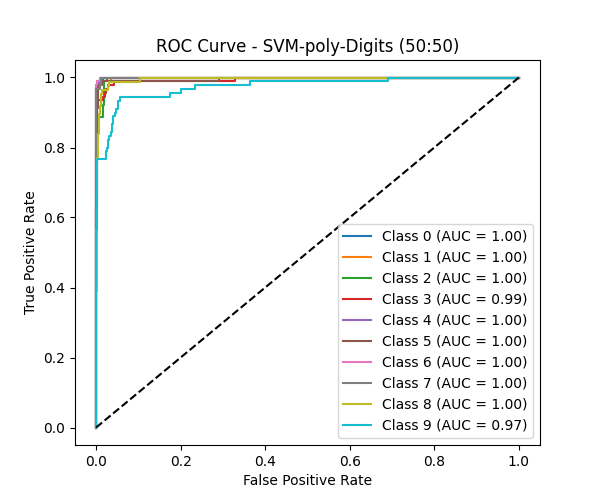 ROC Curve - SVM-poly-Digits (50:50)
True Positive Rate
1.0
0.8
0.6
0.4
0.2
0.0
Class 0 (AUC = 1.00)
Class 1 (AUC = 1.00)
Class 2 (AUC = 1.00)
Class 3 (AUC = 0.99)
Class 4 (AUC = 1.00)
Class 5 (AUC = 1.00)
Class 6 (AUC = 1.00)
Class 7 (AUC = 1.00)
Class 8 (AUC = 1.00)
Class 9 (AUC = 0.97)
0.0 0.2 0.4 0.6 0.8 1.0
False Positive Rate